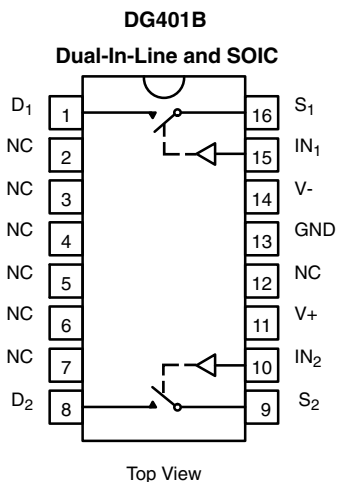 DG401B
Dual-In-Line and SOIC
D1 1 16 S1
NC 2 15 IN1
NC 3 14 V-
NC 4 13 GND
NC 5 12 NC
NC 6 11 V+
NC 7 10 IN2
D2 8 9 S2
Top View